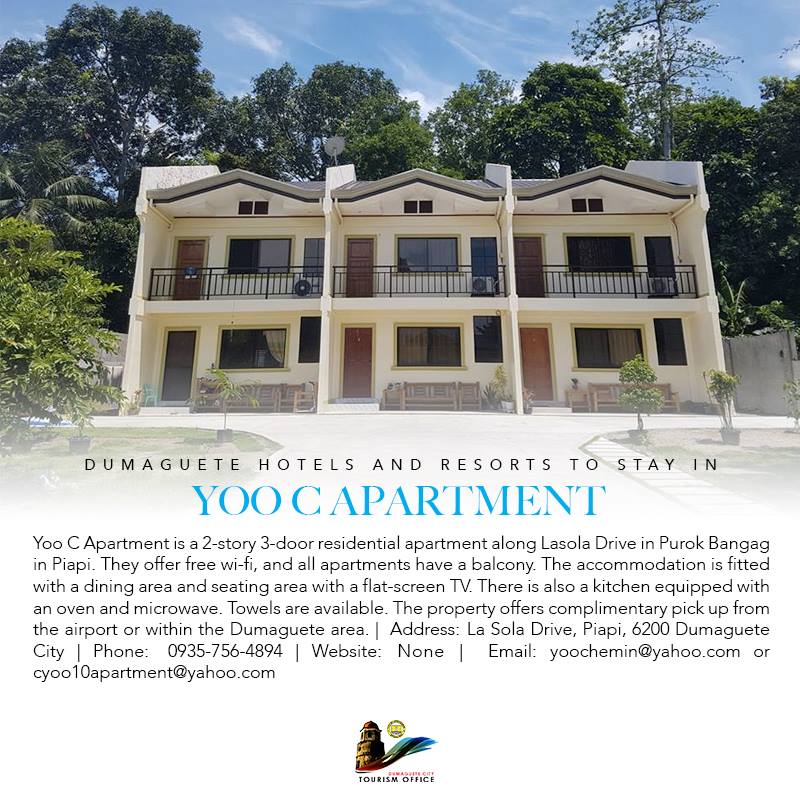 DUMAGUETE HOTELS AND RESORTS TO STAY IN
YOO C APARTMENT
Yoo C Apartment is a 2-story 3-door residential apartment along Lasola Drive in Purok Bangag
in Piapi. They offer free wi-fi, and all apartments have a balcony. The accommodation is fitted
with a dining area and seating area with a flat-screen TV. There is also a kitchen equipped with
an oven and microwave. Towels are available. The property offers complimentary pick up from
the airport or within the Dumaguete area. | Address: La Sola Drive, Piapi, 6200 Dumaguete
City | Phone: 0935-756-4894 | Website: None | Email: yoochemin@yahoo.com or
cyoo10apartment@yahoo.com
DUMAGUETE CITY
TOURISM OFFICE